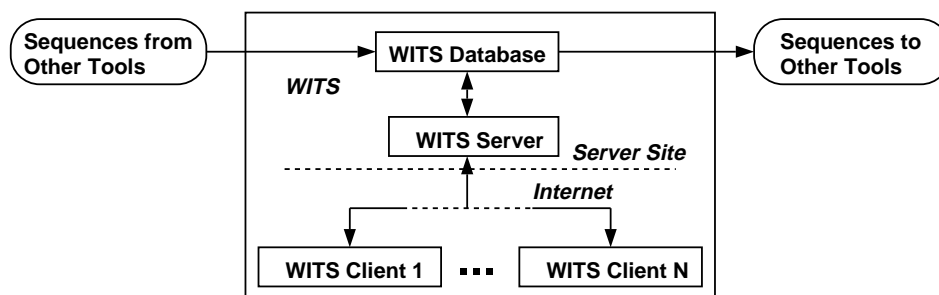 Sequences from
Other Tools
WITS Database
Sequences to
Other Tools
WITS
WITS Server
Server Site
Internet
WITS Client 1
WITS Client N